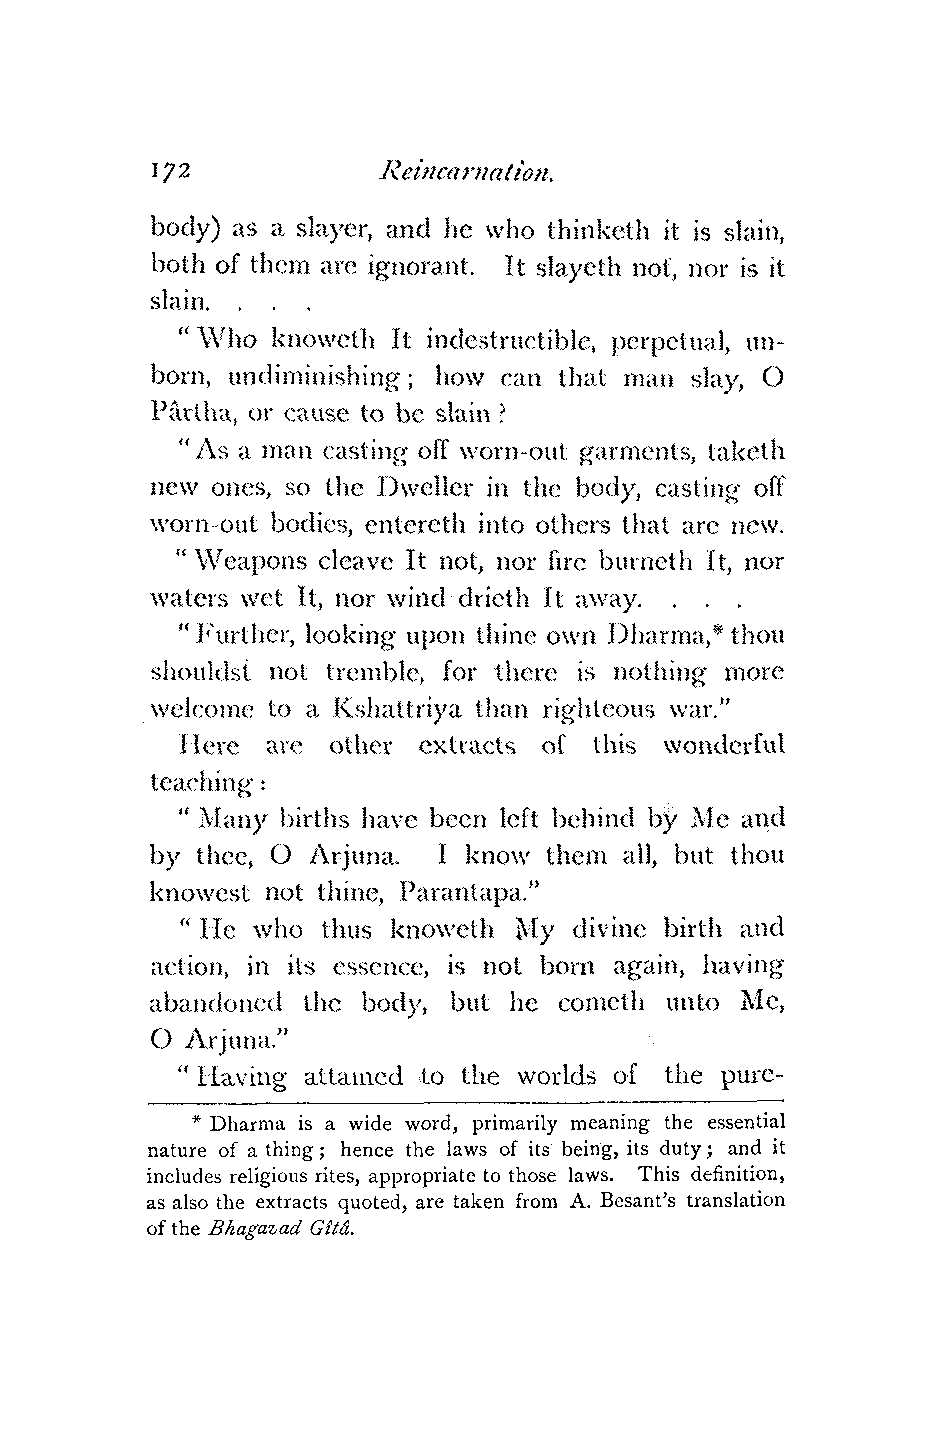 172 Reincarnation.
body) as a slayer, and he who thinketh it is slain,
both of them are ignorant. It slayeth not, nor is it
slain. . . .
“Who knoweth It indestructible, perpetual, un-
born, undiminishing; how can that man slay, O
Pârtha, or cause to be slain?
“As a man casting off worn-out garments, taketh
new ones, so the Dweller in the body, casting off
worn-out bodies, entereth into others that are new.
“Weapons cleave It not, nor fire burneth It, nor
waters wet It, nor wind drieth It away. . . .
“Further, looking upon thine own Dharma,* thou
shouldst not tremble, for there is nothing more
welcome to a Kshattriya than righteous war.”
Here are other extracts of this wonderful
teaching:
“Many births have been left behind by Me and
by thee, O Arjuna. I know them all, but thou
knowest not thine, Parantapa.”
“He who thus knoweth My divine birth and
action, in its essence, is not born again, having
abandoned the body, but he cometh unto Me,
O Arjuna.”
“Having attained to the worlds of the pure-
* Dharma is a wide word, primarily meaning the essential
nature of a thing; hence the laws of its being, its duty; and it
includes religious rites, appropriate to those laws. This definition,
as also the extracts quoted, are taken from A. Besant's translation
of the Bhagavad Gîtâ.